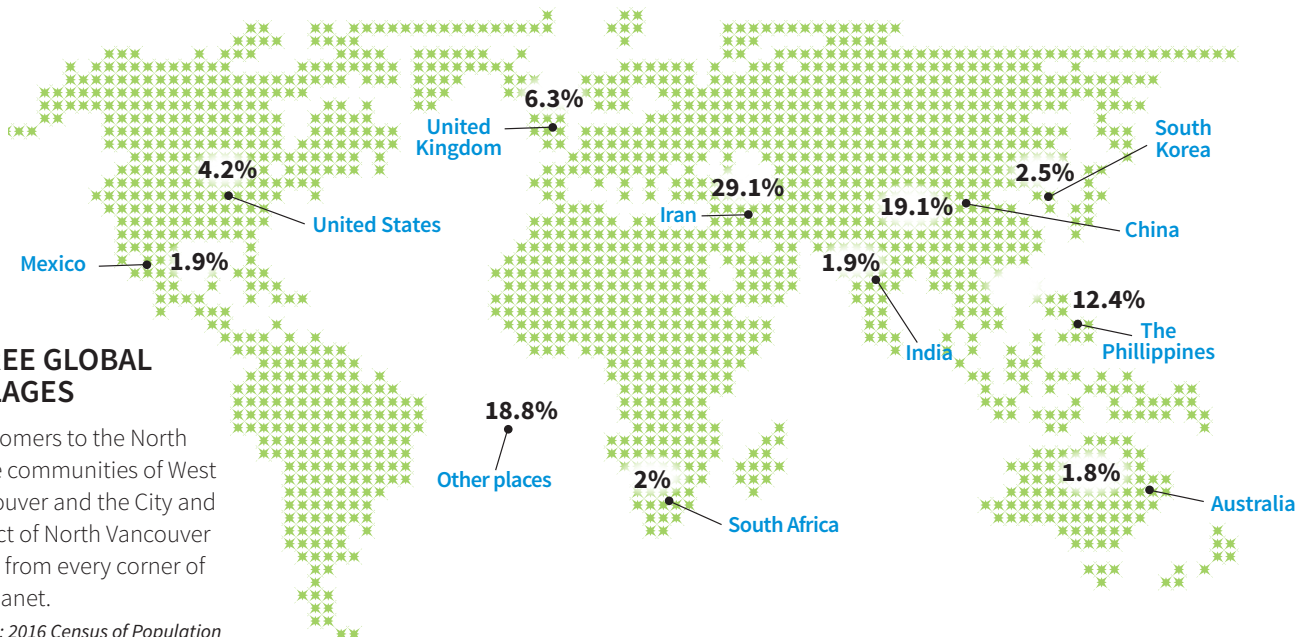 6.3%
United
Kingdom
4.2%
United States
Mexico
1.9%
29.1%
Iran
19.1%
China
2.5%
South
Korea
1.9%
India
12.4%
The
Phillippines
18.8%
Other places
2%
South Africa
1.8%
Australia
EE GLOBAL
AGES
omers to the North
communities of West
ouver and the City and
ct of North Vancouver
from every corner of
anet.
: 2016 Census of Population